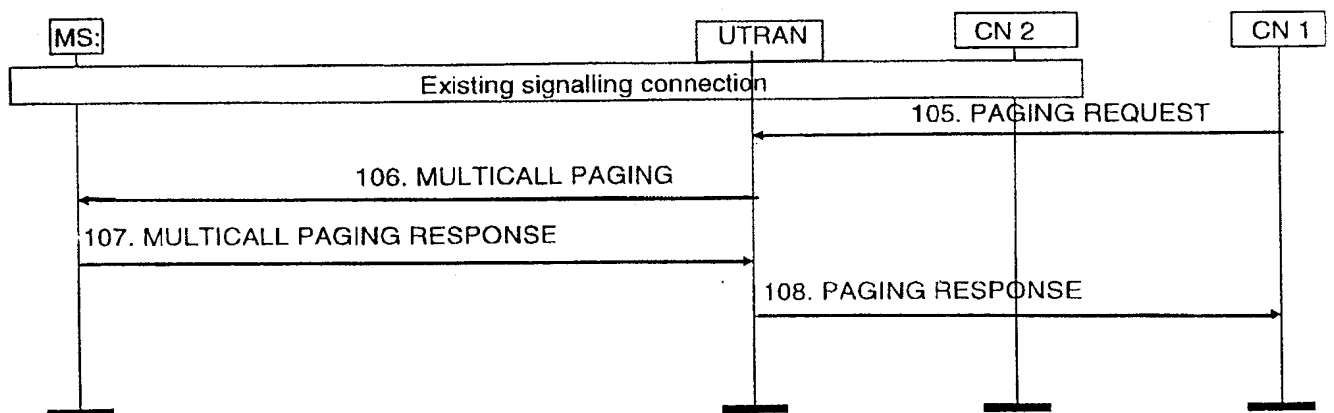 MS:
UTRAN
CN 2
CN 1
Existing signalling connection
105. PAGING REQUEST
106. MULTICALL PAGING
107. MULTICALL PAGING RESPONSE
108. PAGING RESPONSE